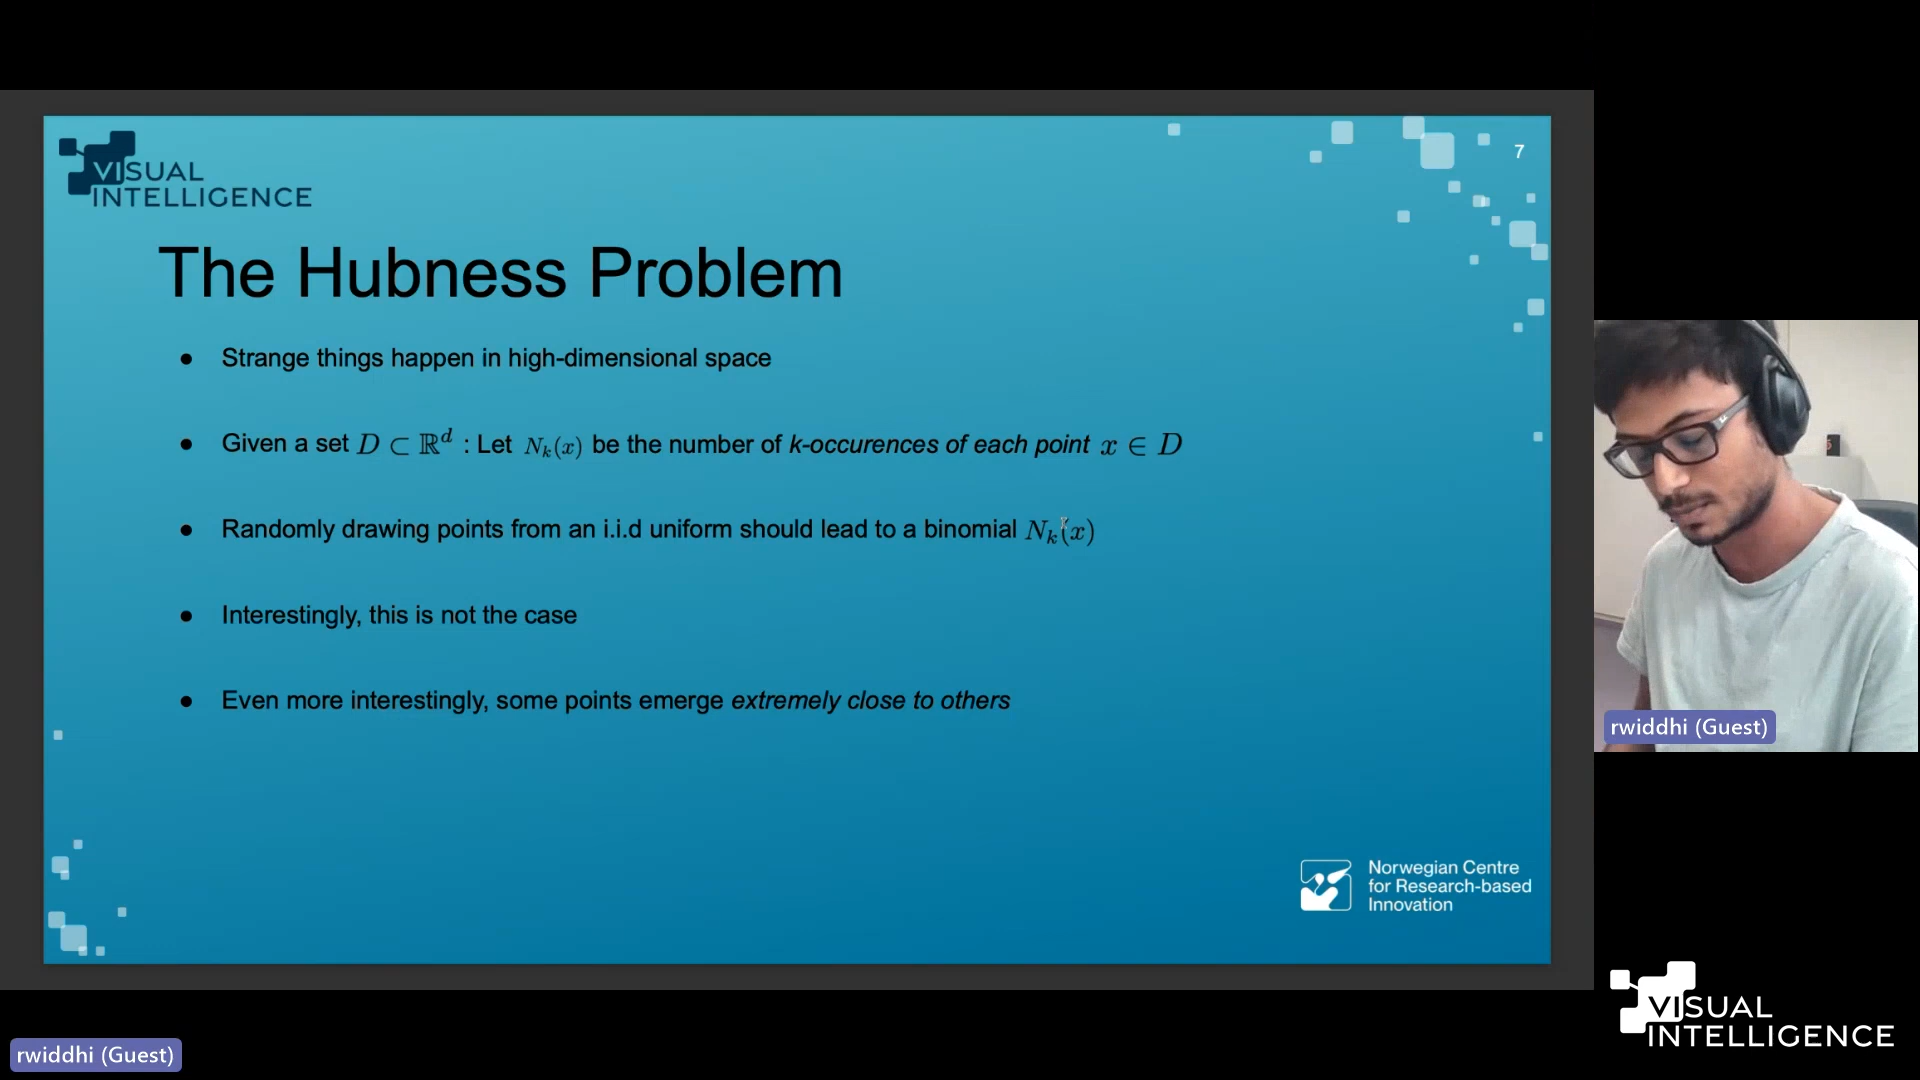 VISUAL
INTELLIGENCE
7
The Hubness Problem
● Strange things happen in high-dimensional space
● Given a set D ⊂ ℝᵈ : Let Nₖ(x) be the number of k-occurences of each point x ∈ D
● Randomly drawing points from an i.i.d uniform should lead to a binomial Nₖ(x)
● Interestingly, this is not the case
● Even more interestingly, some points emerge extremely close to others
Norwegian Centre
for Research-based
Innovation
rwiddhi (Guest)
VISUAL
INTELLIGENCE
rwiddhi (Guest)